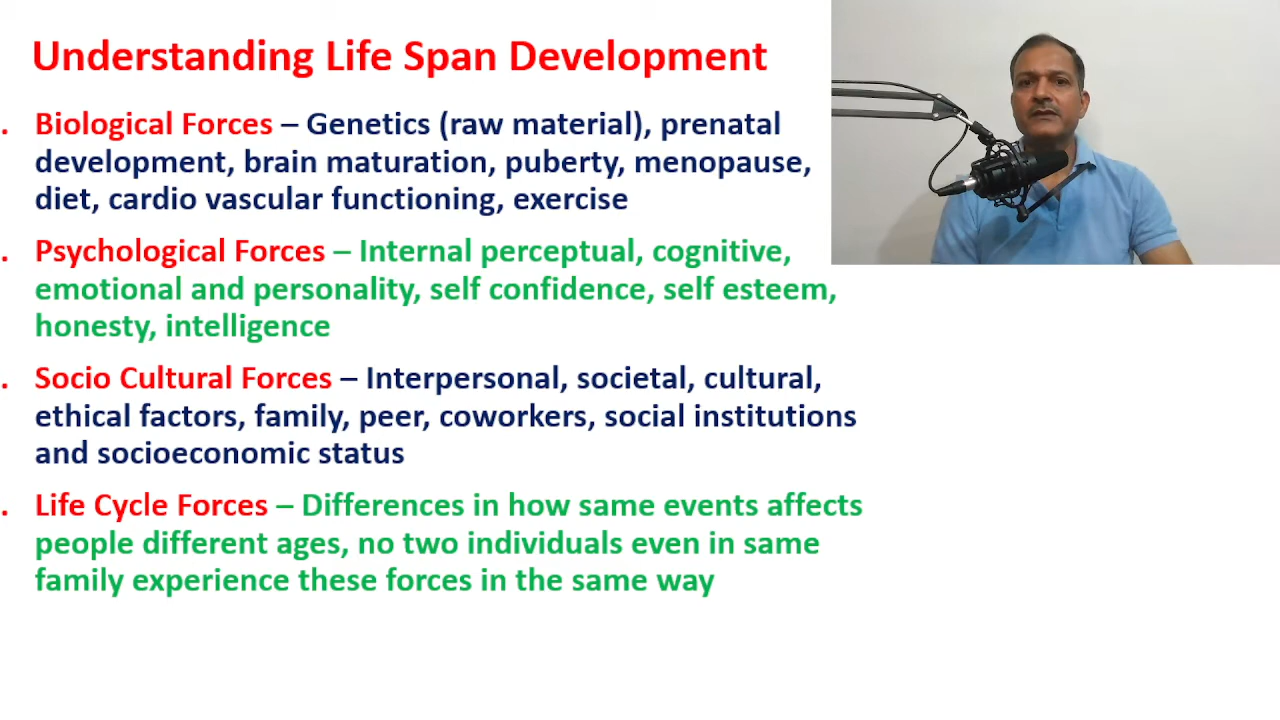 Understanding Life Span Development
. Biological Forces – Genetics (raw material), prenatal
development, brain maturation, puberty, menopause,
diet, cardio vascular functioning, exercise
. Psychological Forces – Internal perceptual, cognitive,
emotional and personality, self confidence, self esteem,
honesty, intelligence
. Socio Cultural Forces – Interpersonal, societal, cultural,
ethical factors, family, peer, coworkers, social institutions
and socioeconomic status
. Life Cycle Forces – Differences in how same events affects
people different ages, no two individuals even in same
family experience these forces in the same way